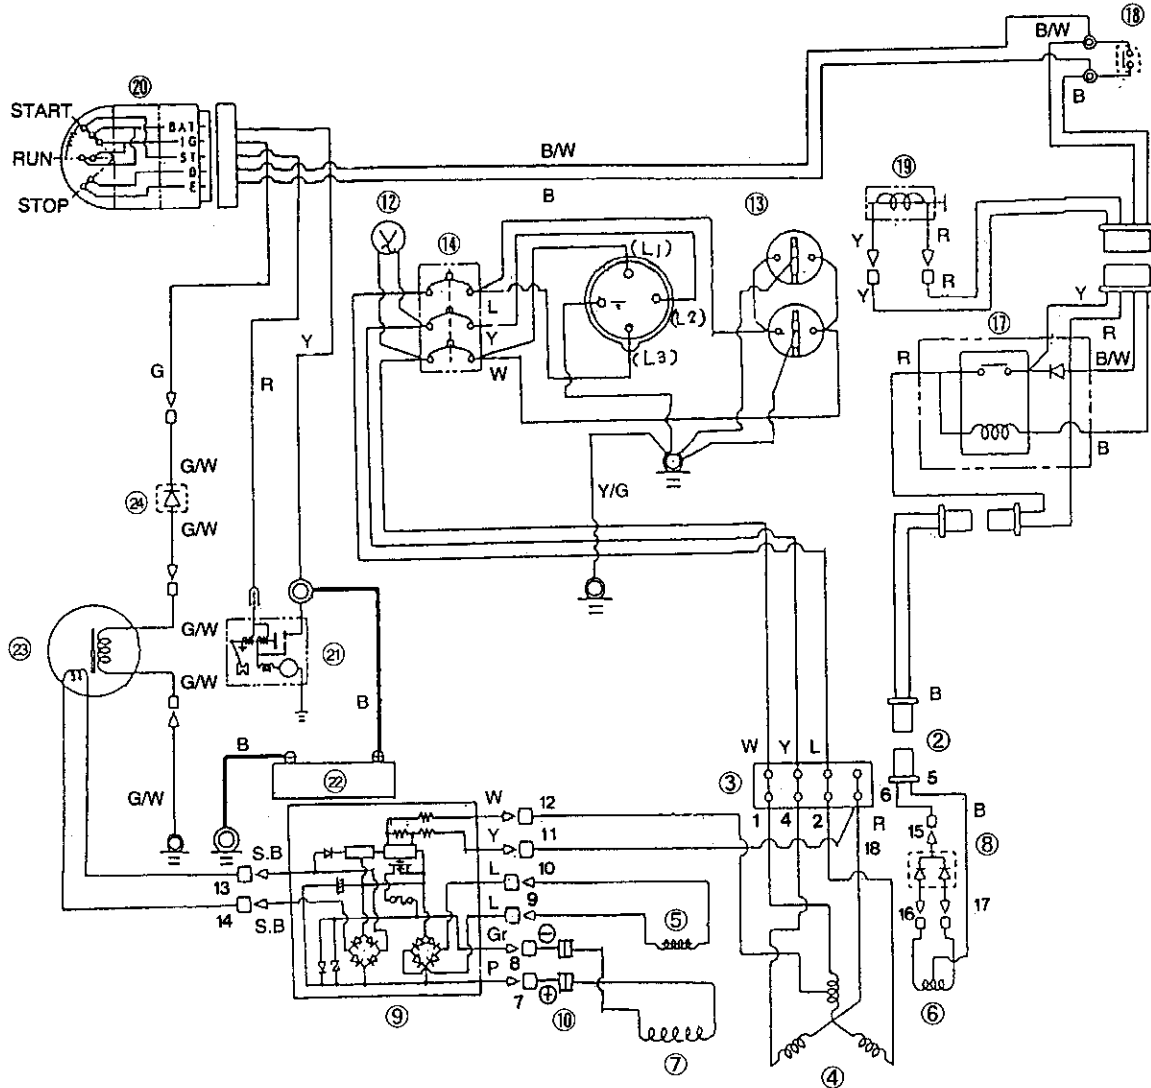 ⑱
B/W
B
⑳
START
RUN
STOP
BAT
IG
ST
D
E
B/W
B
⑫
⑭
⑬
⑲
Y
R
Y
R
(L1)
(L2)
(L3)
L
Y
W
G
R
Y
Y
R
⑰
R
B/W
B
G/W
㉔
G/W
Y/G
㉓
G/W
G/W
㉑
B
B
B
㉒
G/W
W
Y
L
③
②
5
6
B
1
4
2
R
18
15
⑧
16
17
⑥
S.B
13
14
S.B
W
12
Y
11
L
10
L
9
Gr
⊖
8
P
7
⊕
⑩
⑤
⑨
⑦
④